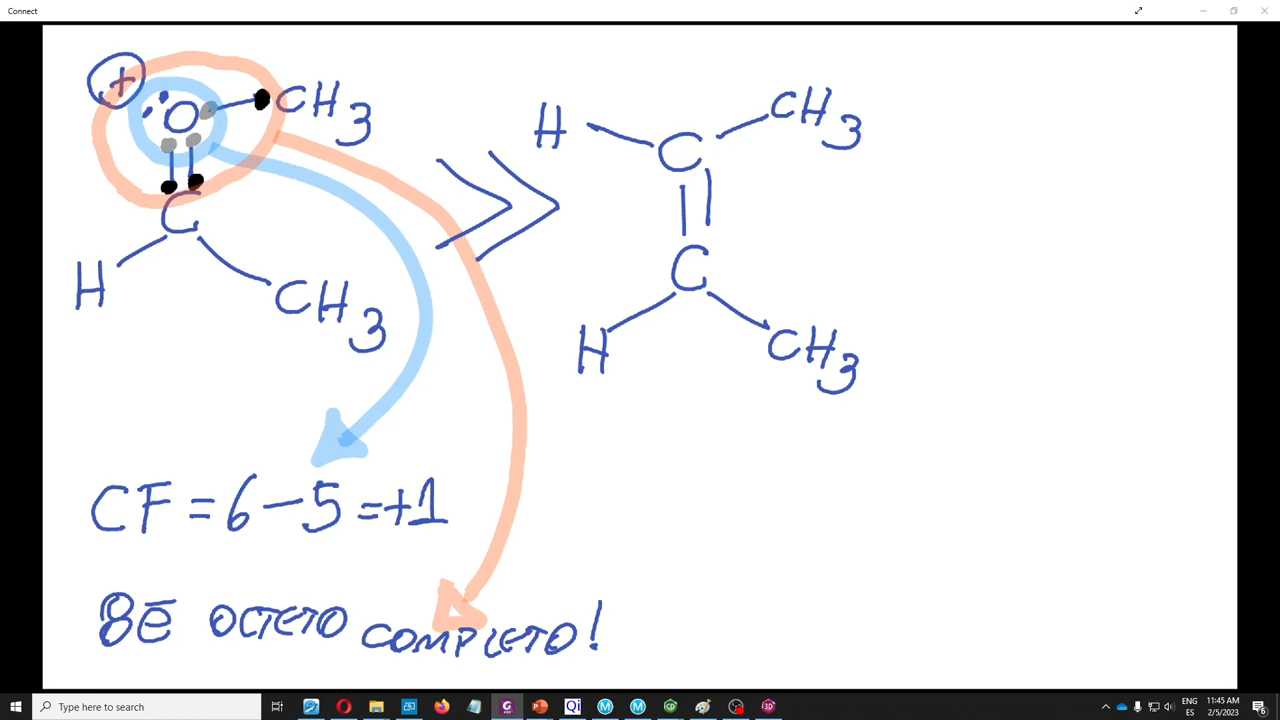 Connect
+
O CH3
H C CH3
C
H CH3
C
H CH3
CF = 6 - 5 = +1
8ē OCTETO COMPLETO!
Type here to search
ENG
ES
11:45 AM
2/5/2023